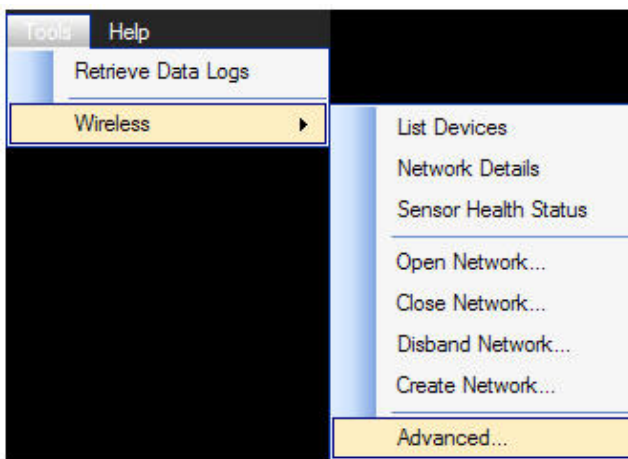 Tools Help
Retrieve Data Logs
Wireless
List Devices
Network Details
Sensor Health Status
Open Network...
Close Network...
Disband Network...
Create Network...
Advanced...